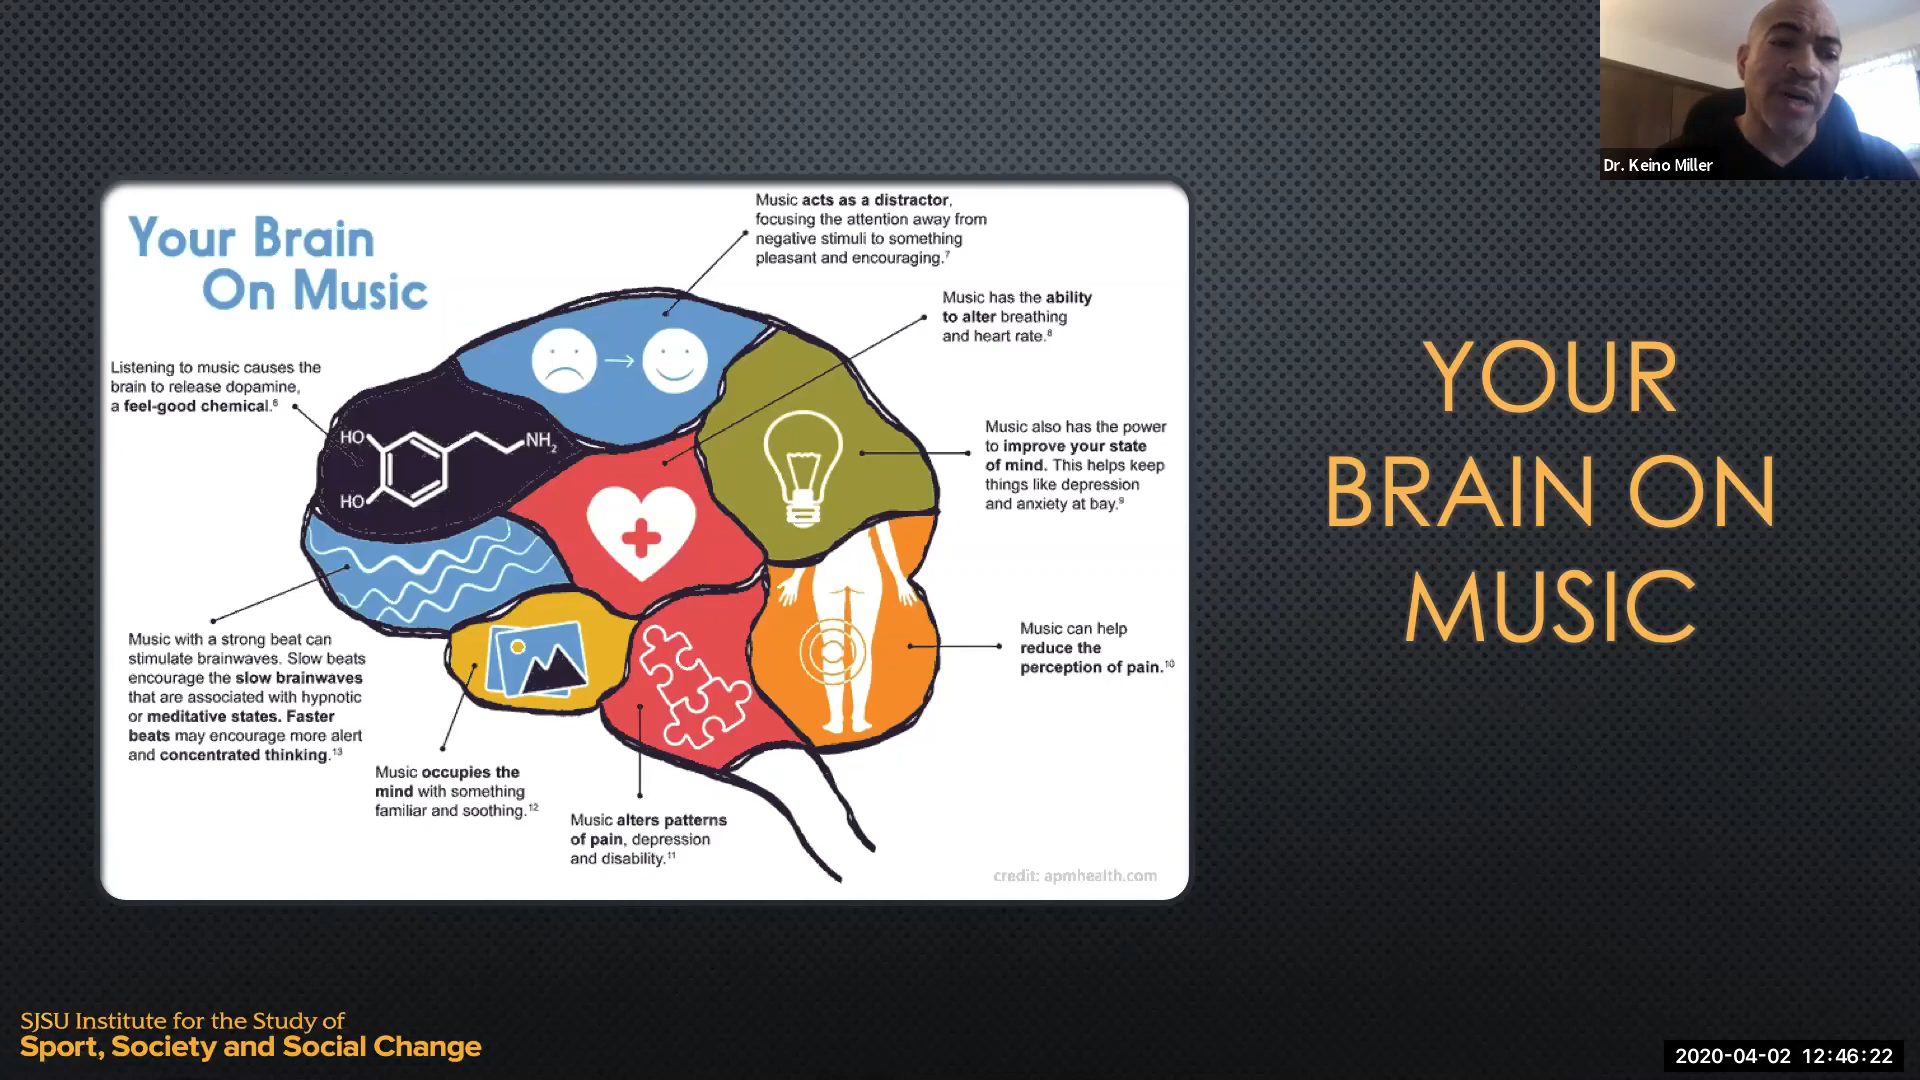 Dr. Keino Miller
Your Brain
On Music
Music acts as a distractor,
focusing the attention away from
negative stimuli to something
pleasant and encouraging.7
Music has the ability
to alter breathing
and heart rate.8
Listening to music causes the
brain to release dopamine,
a feel-good chemical.6
HO
HO
NH2
Music also has the power
to improve your state
of mind. This helps keep
things like depression
and anxiety at bay.9
Music can help
reduce the
perception of pain.10
Music with a strong beat can
stimulate brainwaves. Slow beats
encourage the slow brainwaves
that are associated with hypnotic
or meditative states. Faster
beats may encourage more alert
and concentrated thinking.13
Music occupies the
mind with something
familiar and soothing.12
Music alters patterns
of pain, depression
and disability.11
credit: apmhealth.com
YOUR
BRAIN ON
MUSIC
SJSU Institute for the Study of
Sport, Society and Social Change
2020-04-02 12:46:22